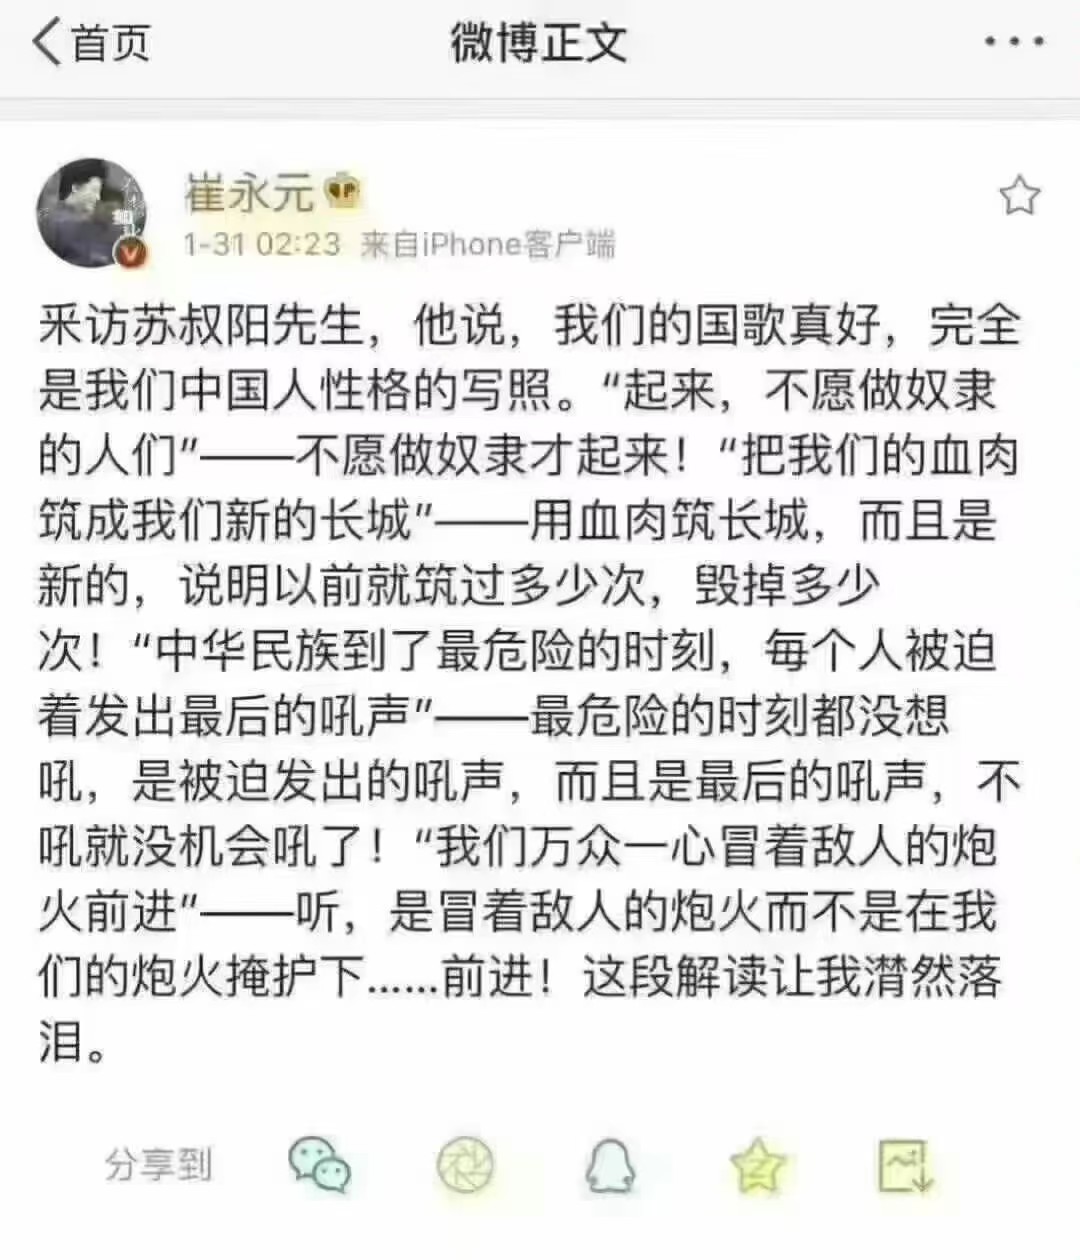 首页
微博正文
崔永元
1-31 02:23 来自iPhone客户端
采访苏叔阳先生，他说，我们的国歌真好，完全
是我们中国人性格的写照。“起来，不愿做奴隶
的人们”——不愿做奴隶才起来！“把我们的血肉
筑成我们新的长城”——用血肉筑长城，而且是
新的，说明以前就筑过多少次，毁掉多少
次！“中华民族到了最危险的时刻，每个人被迫
着发出最后的吼声”——最危险的时刻都没想
吼，是被迫发出的吼声，而且是最后的吼声，不
吼就没机会吼了！“我们万众一心冒着敌人的炮
火前进”——听，是冒着敌人的炮火而不是在我
们的炮火掩护下……前进！这段解读让我潸然落
泪。
分享到